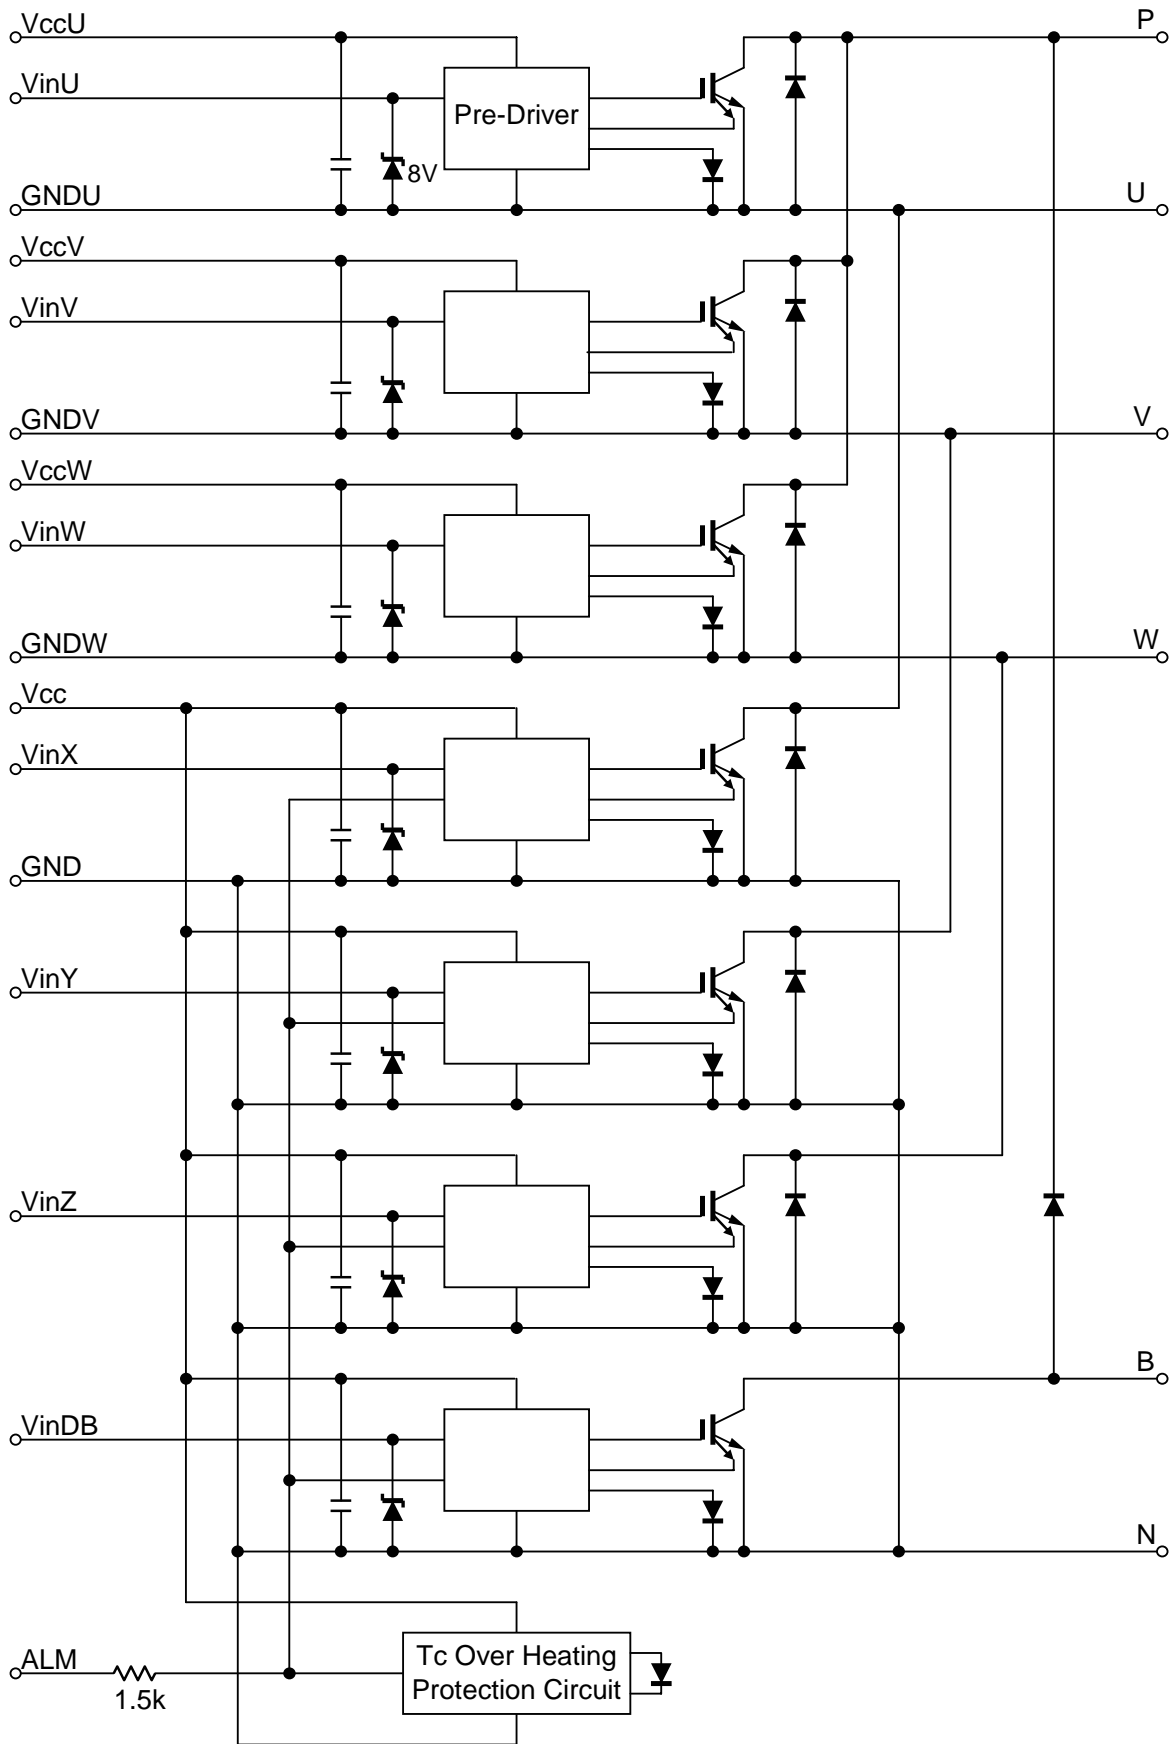 VccU
P
VinU
Pre-Driver
8V
GNDU
U
VccV
VinV
GNDV
V
VccW
VinW
GNDW
W
Vcc
VinX
GND
VinY
VinZ
B
VinDB
N
ALM
1.5k
Tc Over Heating
Protection Circuit